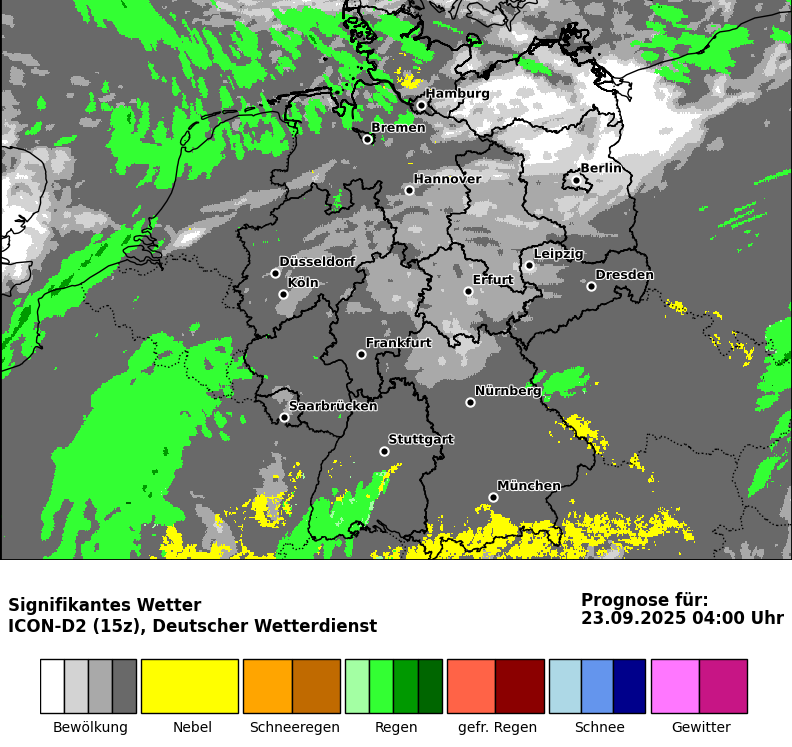 Hamburg
Bremen
Berlin
Hannover
Leipzig
Düsseldorf
Dresden
Köln
Erfurt
Frankfurt
Nürnberg
Saarbrücken
Stuttgart
München
Signifikantes Wetter
ICON-D2 (15z), Deutscher Wetterdienst
Prognose für:
23.09.2025 04:00 Uhr
Bewölkung Nebel Schneeregen Regen gefr. Regen Schnee Gewitter